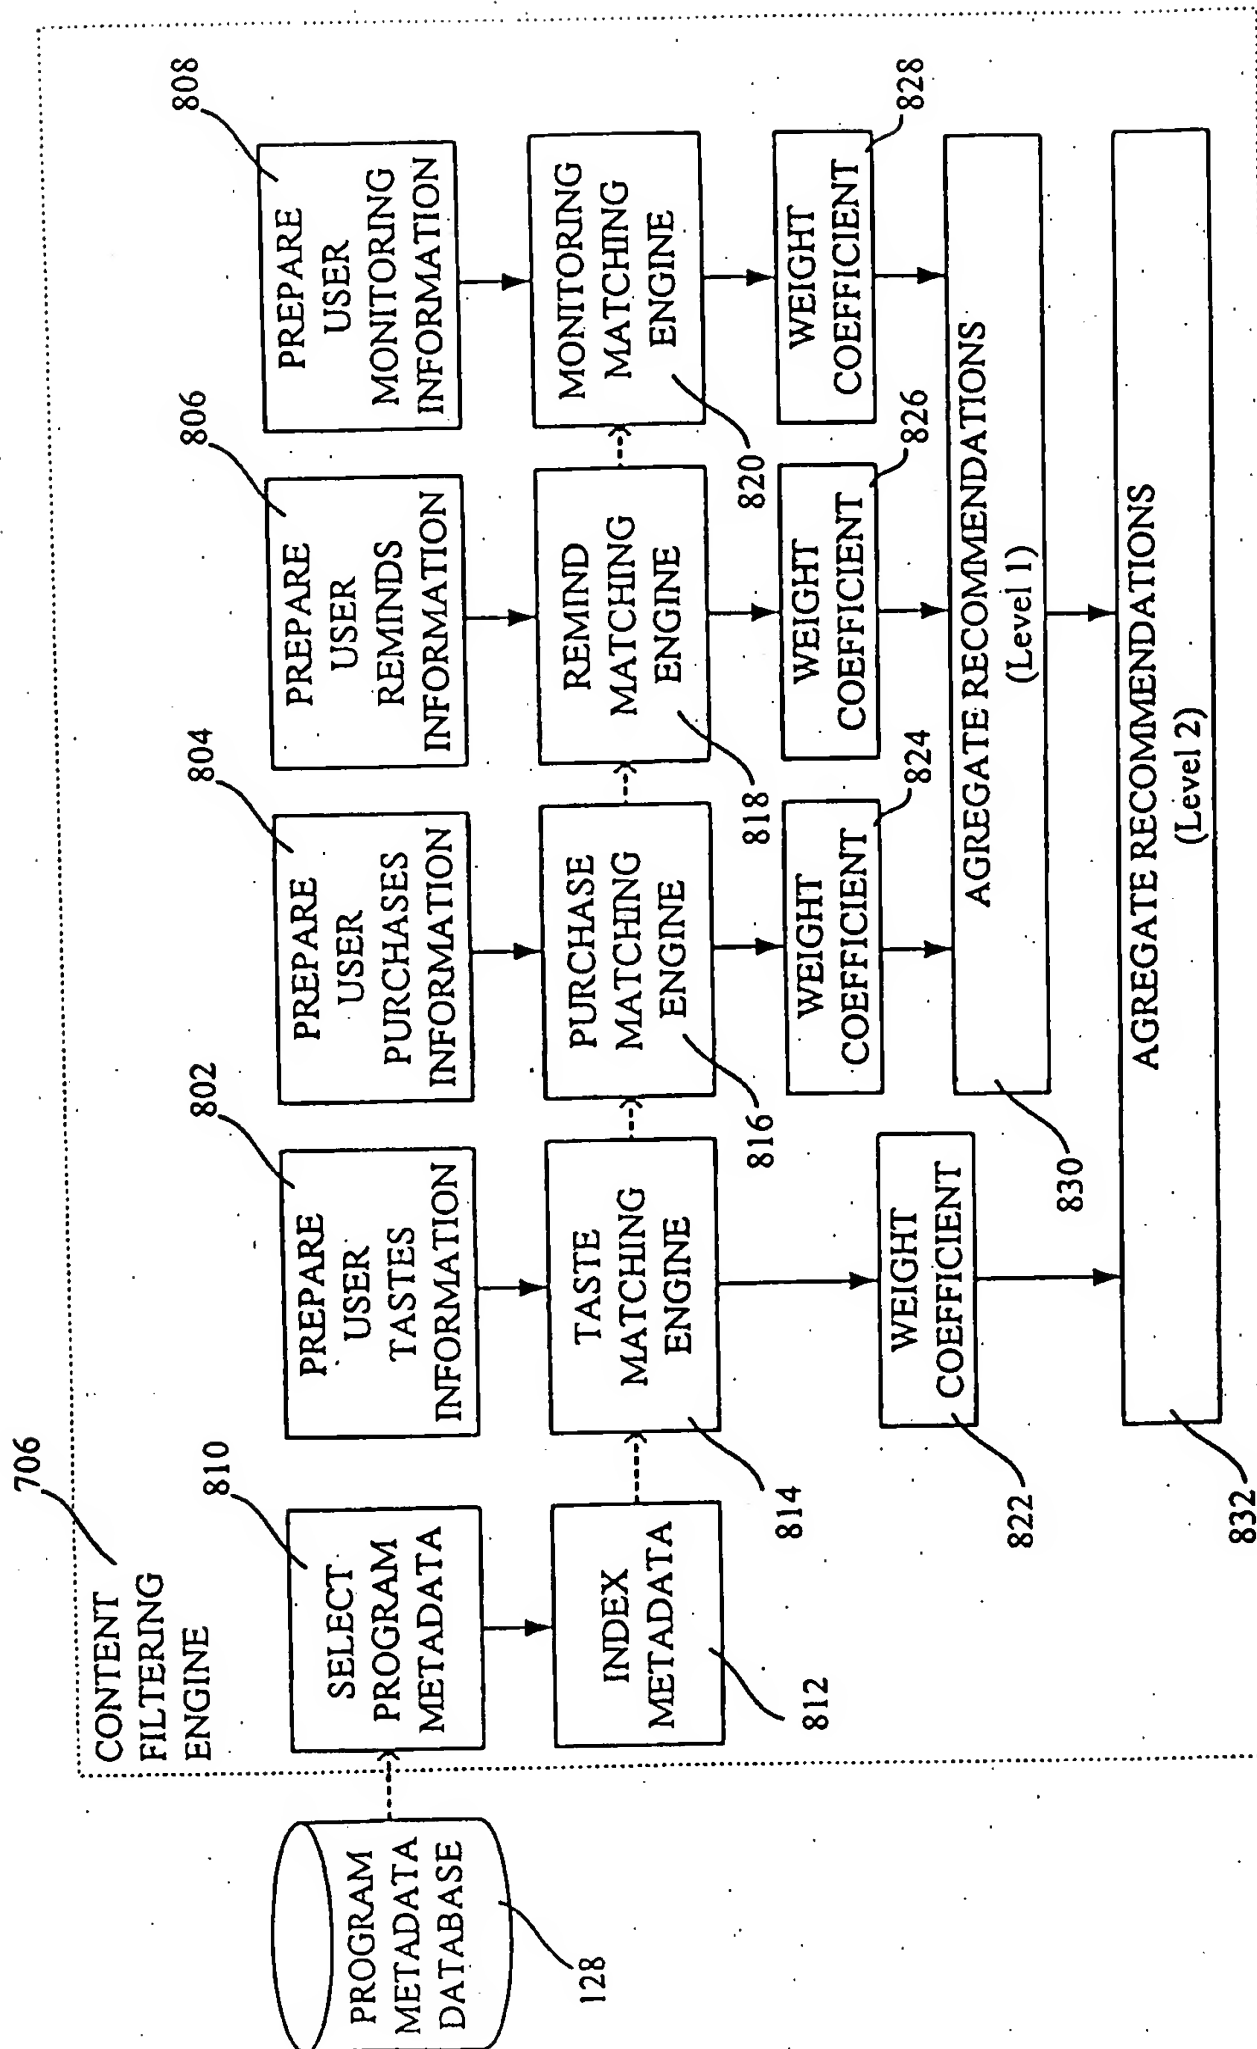 706
CONTENT
FILTERING
ENGINE
PROGRAM
METADATA
DATABASE
128
810
SELECT
PROGRAM
METADATA
802
PREPARE
USER
TASTES
INFORMATION
804
PREPARE
USER
PURCHASES
INFORMATION
806
PREPARE
USER
REMINDS
INFORMATION
808
PREPARE
USER
MONITORING
INFORMATION
INDEX
METADATA
812
TASTE
MATCHING
ENGINE
814
PURCHASE
MATCHING
ENGINE
816
REMIND
MATCHING
ENGINE
818
MONITORING
MATCHING
ENGINE
820
WEIGHT
COEFFICIENT
822
WEIGHT
COEFFICIENT
824
WEIGHT
COEFFICIENT
826
WEIGHT
COEFFICIENT
828
AGREGATE RECOMMENDATIONS
(Level 1)
830
AGREGATE RECOMMENDATIONS
(Level 2)
832